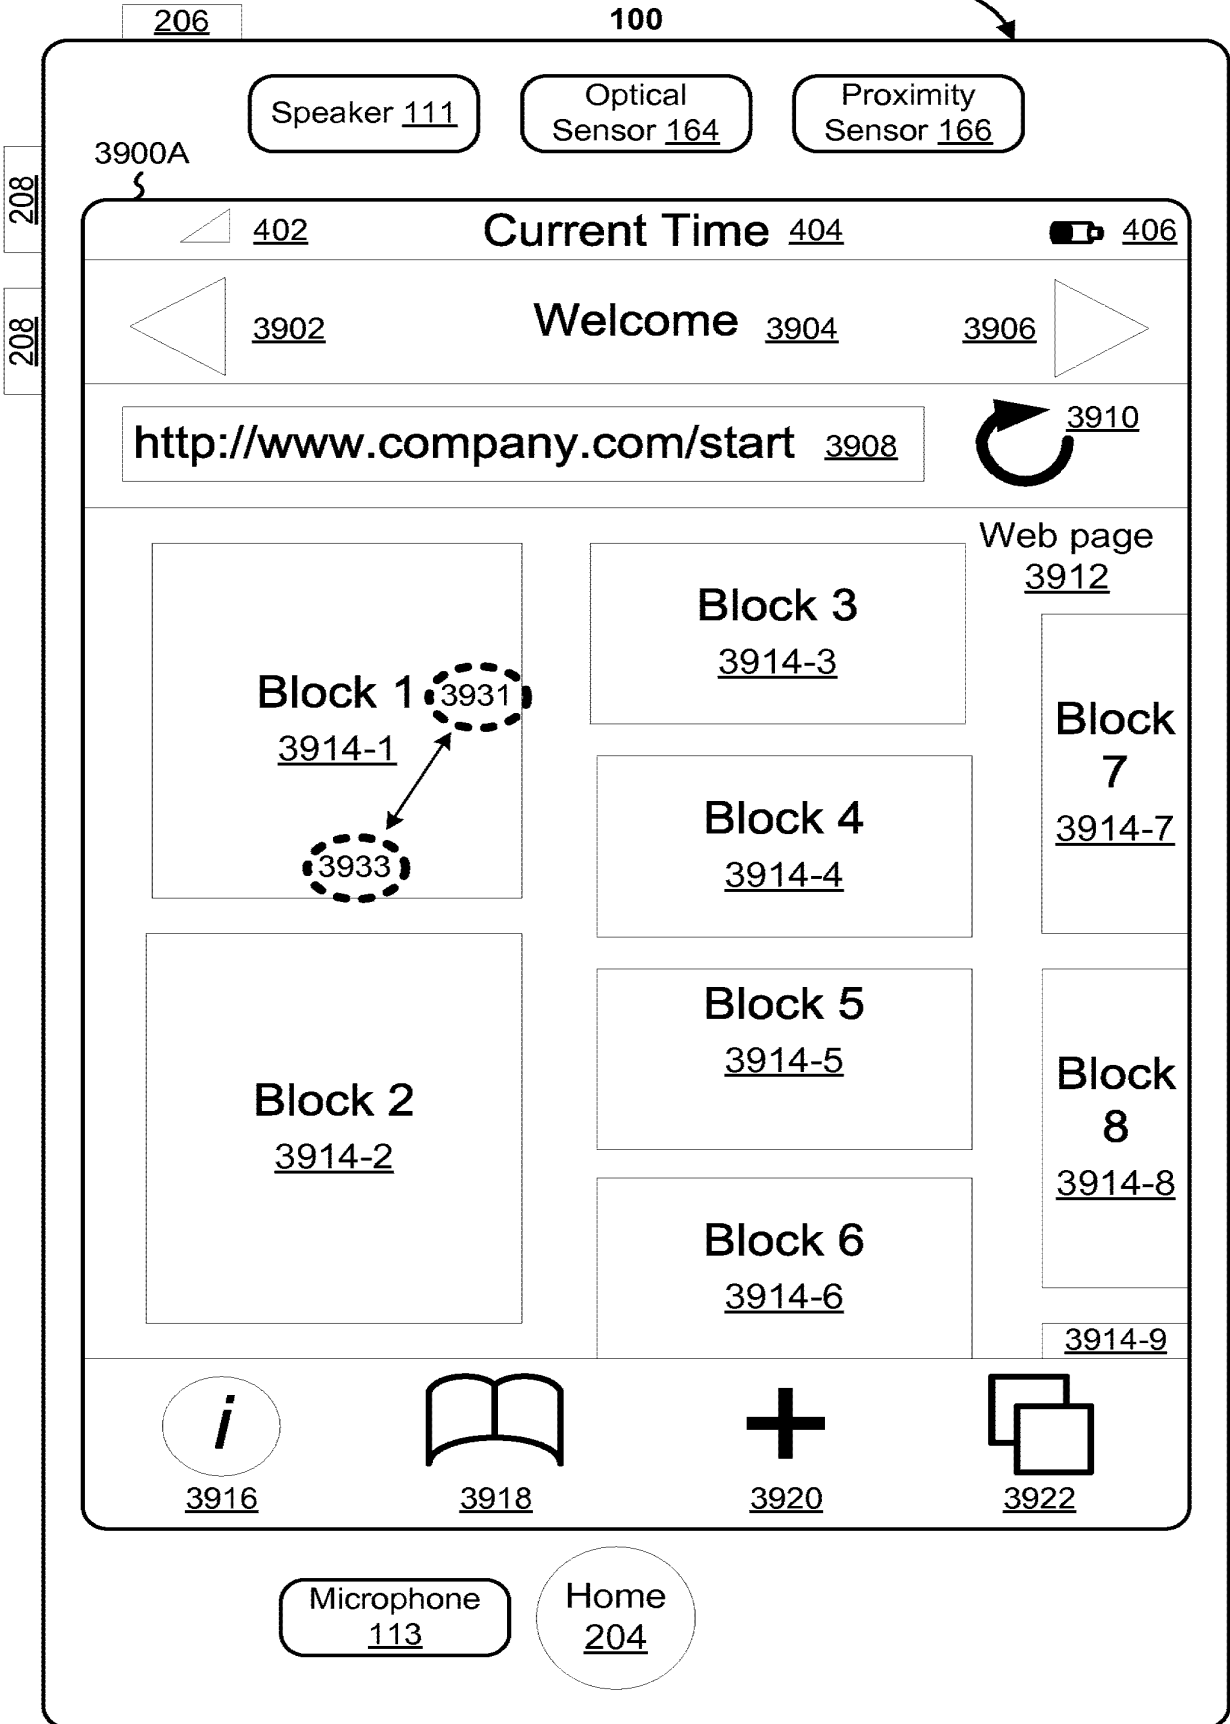 206
100
Speaker 111
Optical
Sensor 164
Proximity
Sensor 166
3900A
208
208
402
Current Time 404
406
3902
Welcome 3904
3906
http://www.company.com/start 3908
3910
Web page
3912
Block 1
3914-1
3931
3933
Block 2
3914-2
Block 3
3914-3
Block 4
3914-4
Block 5
3914-5
Block 6
3914-6
Block
7
3914-7
Block
8
3914-8
3914-9
i
3916
3918
3920
3922
Microphone
113
Home
204